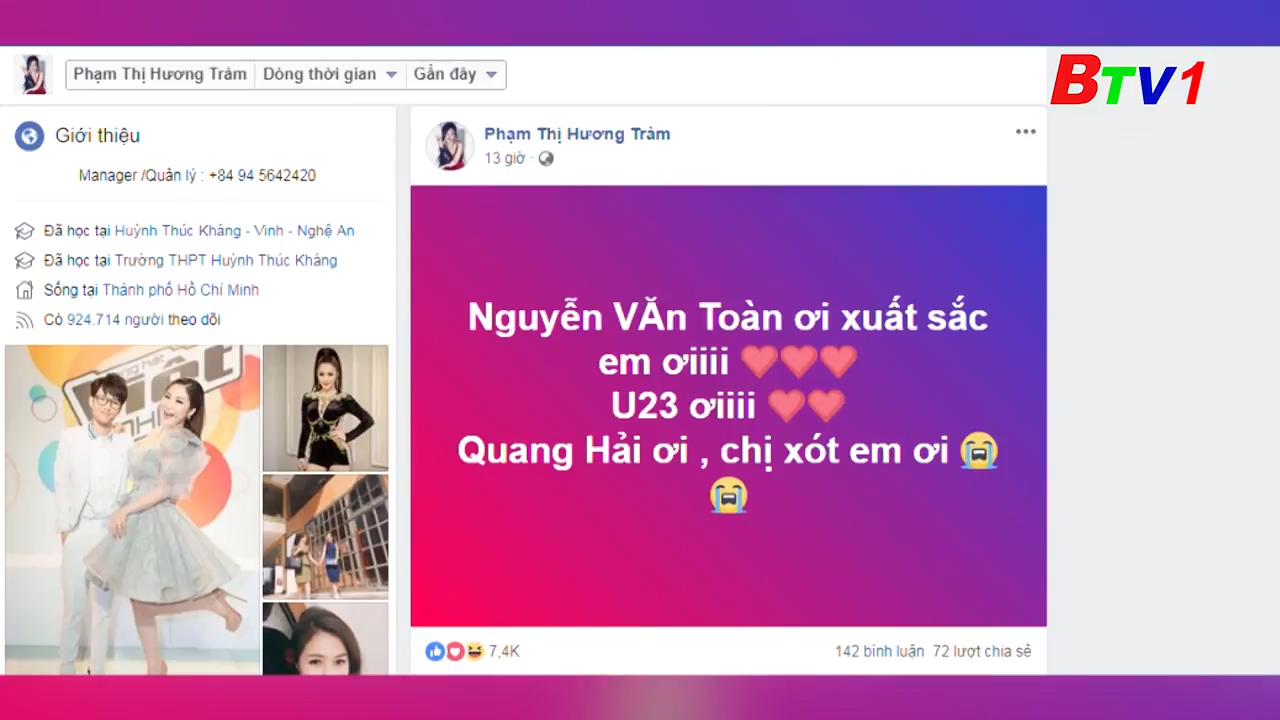 BTV1
Phạm Thị Hương Tràm Dòng thời gian Gần đây
Giới thiệu
Manager /Quản lý : +84 94 5642420
Đã học tại Huỳnh Thúc Kháng - Vinh - Nghệ An
Đã học tại Trường THPT Huỳnh Thúc Kháng
Sống tại Thành phố Hồ Chí Minh
Có 924.714 người theo dõi
Phạm Thị Hương Tràm
13 giờ ·
Nguyễn VĂn Toàn ơi xuất sắc
em ơiiii ❤❤❤
U23 ơiiii ❤❤
Quang Hải ơi , chị xót em ơi 😭
😭
7,4K
142 bình luận 72 lượt chia sẻ